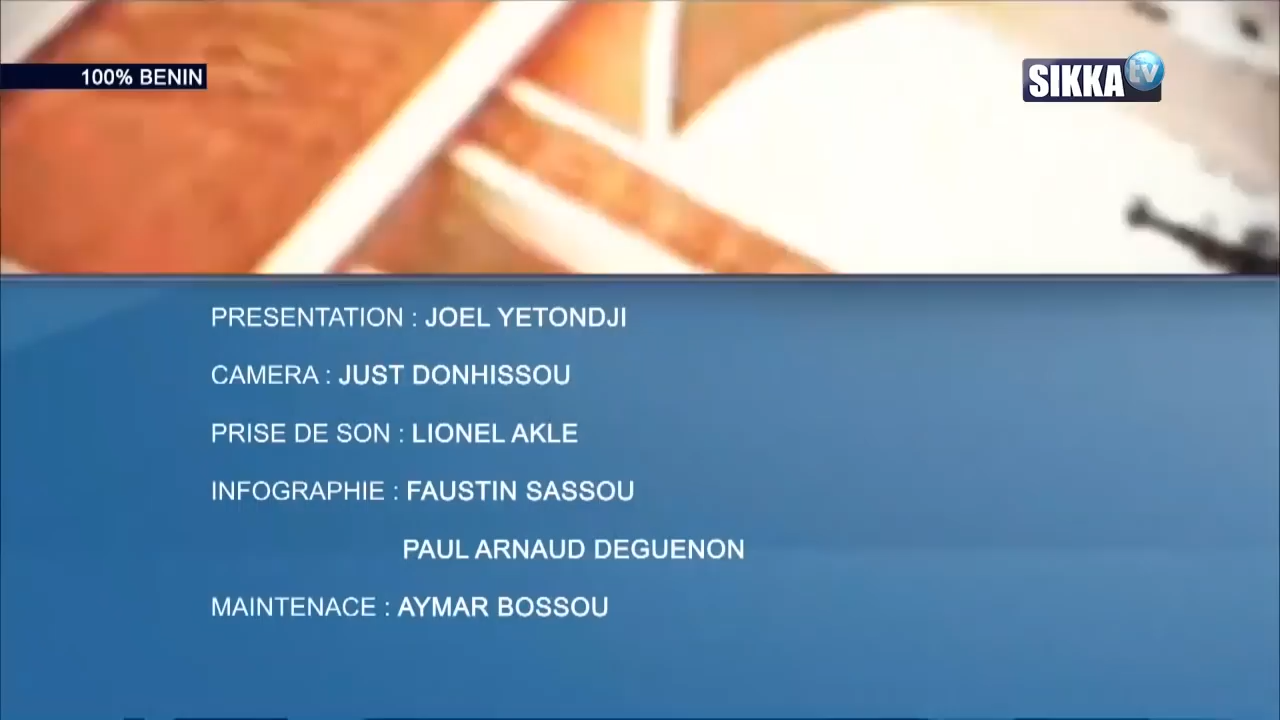 100% BENIN
SIKKA tv
PRESENTATION : JOEL YETONDJI
CAMERA : JUST DONHISSOU
PRISE DE SON : LIONEL AKLE
INFOGRAPHIE : FAUSTIN SASSOU
PAUL ARNAUD DEGUENON
MAINTENACE : AYMAR BOSSOU